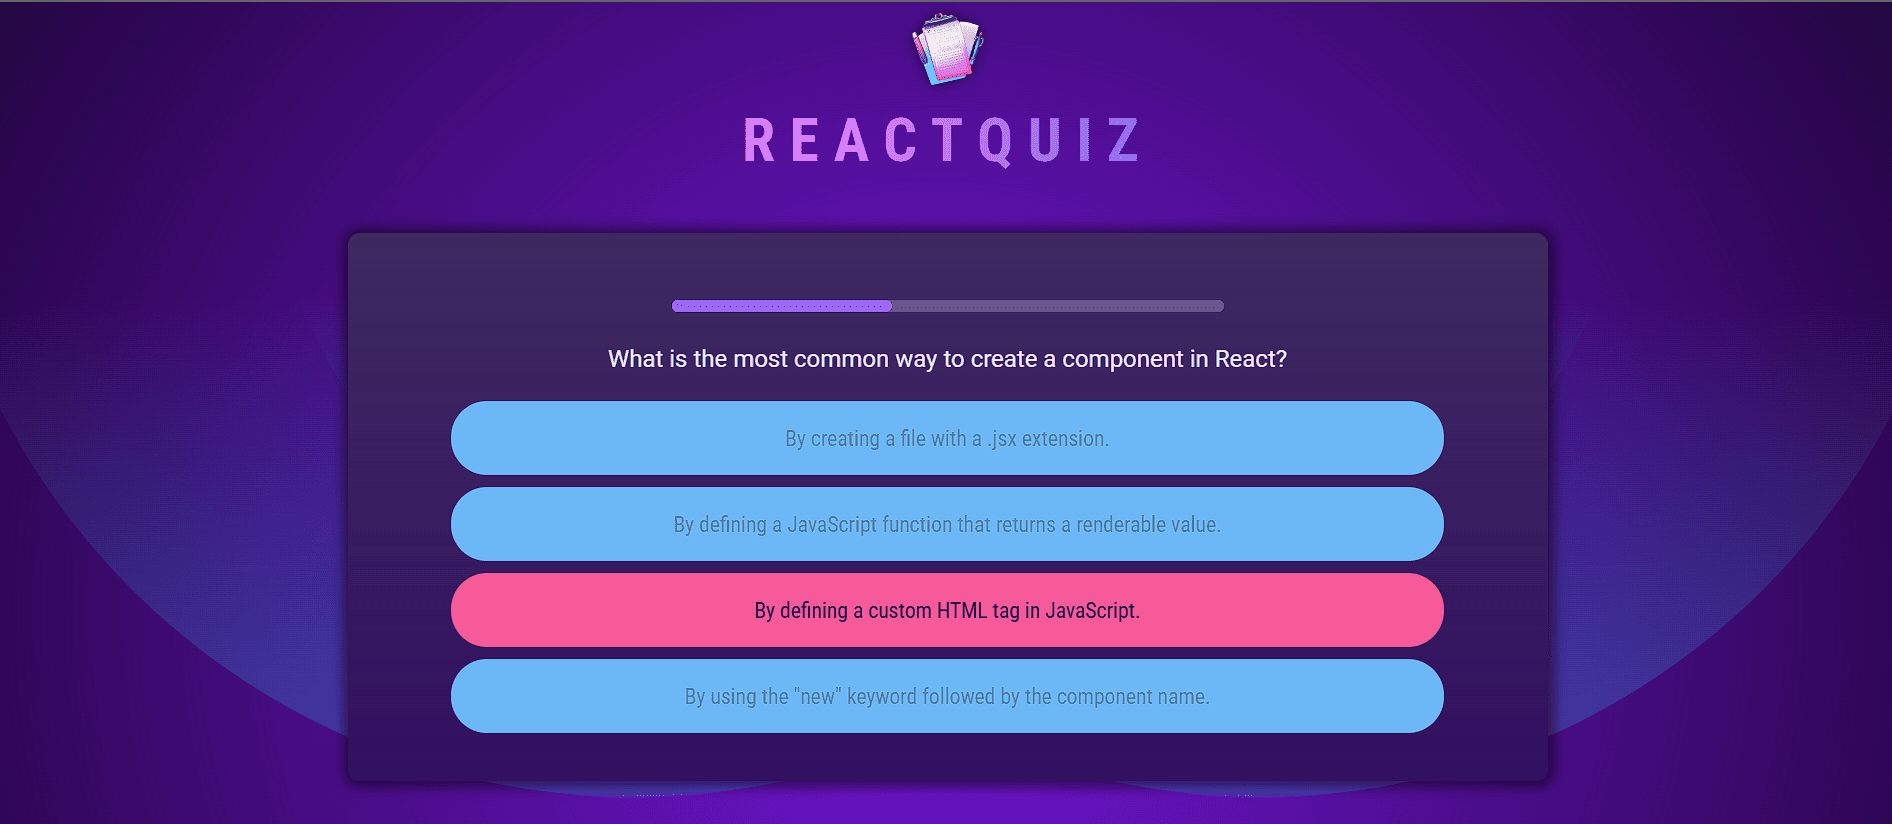 REACTQUIZ
What is the most common way to create a component in React?
By creating a file with a .jsx extension.
By defining a JavaScript function that returns a renderable value.
By defining a custom HTML tag in JavaScript.
By using the "new" keyword followed by the component name.